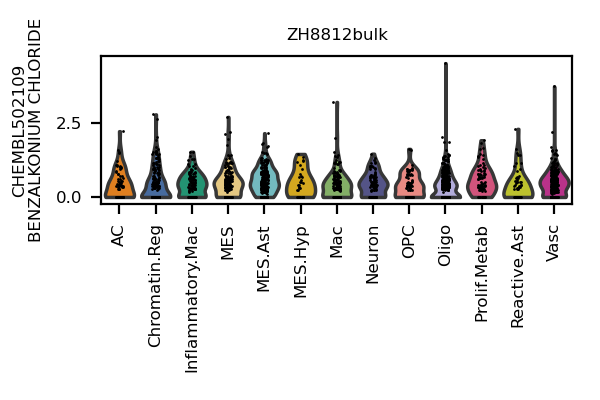 ZH8812bulk
CHEMBL502109
BENZALKONIUM CHLORIDE
2.5
0.0
AC
Chromatin.Reg
Inflammatory.Mac
MES
MES.Ast
MES.Hyp
Mac
Neuron
OPC
Oligo
Prolif.Metab
Reactive.Ast
Vasc